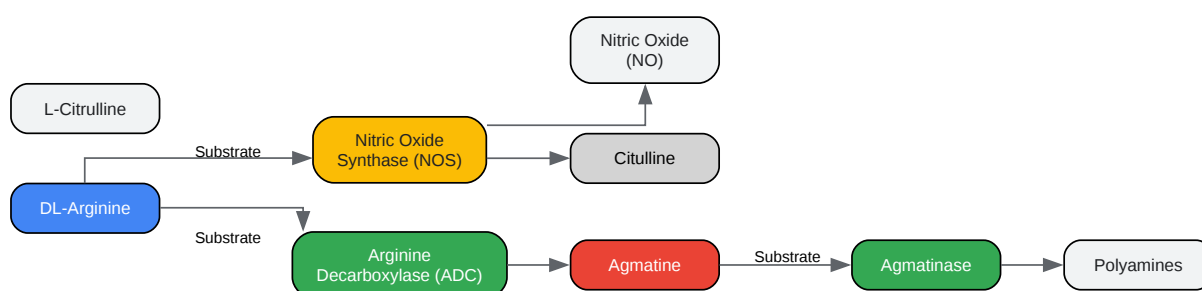 Nitric Oxide
(NO)
L-Citrulline
Substrate
Nitric Oxide
Synthase (NOS)
Citulline
DL-Arginine
Substrate
Arginine
Decarboxylase (ADC)
Agmatine
Substrate
Agmatinase
Polyamines